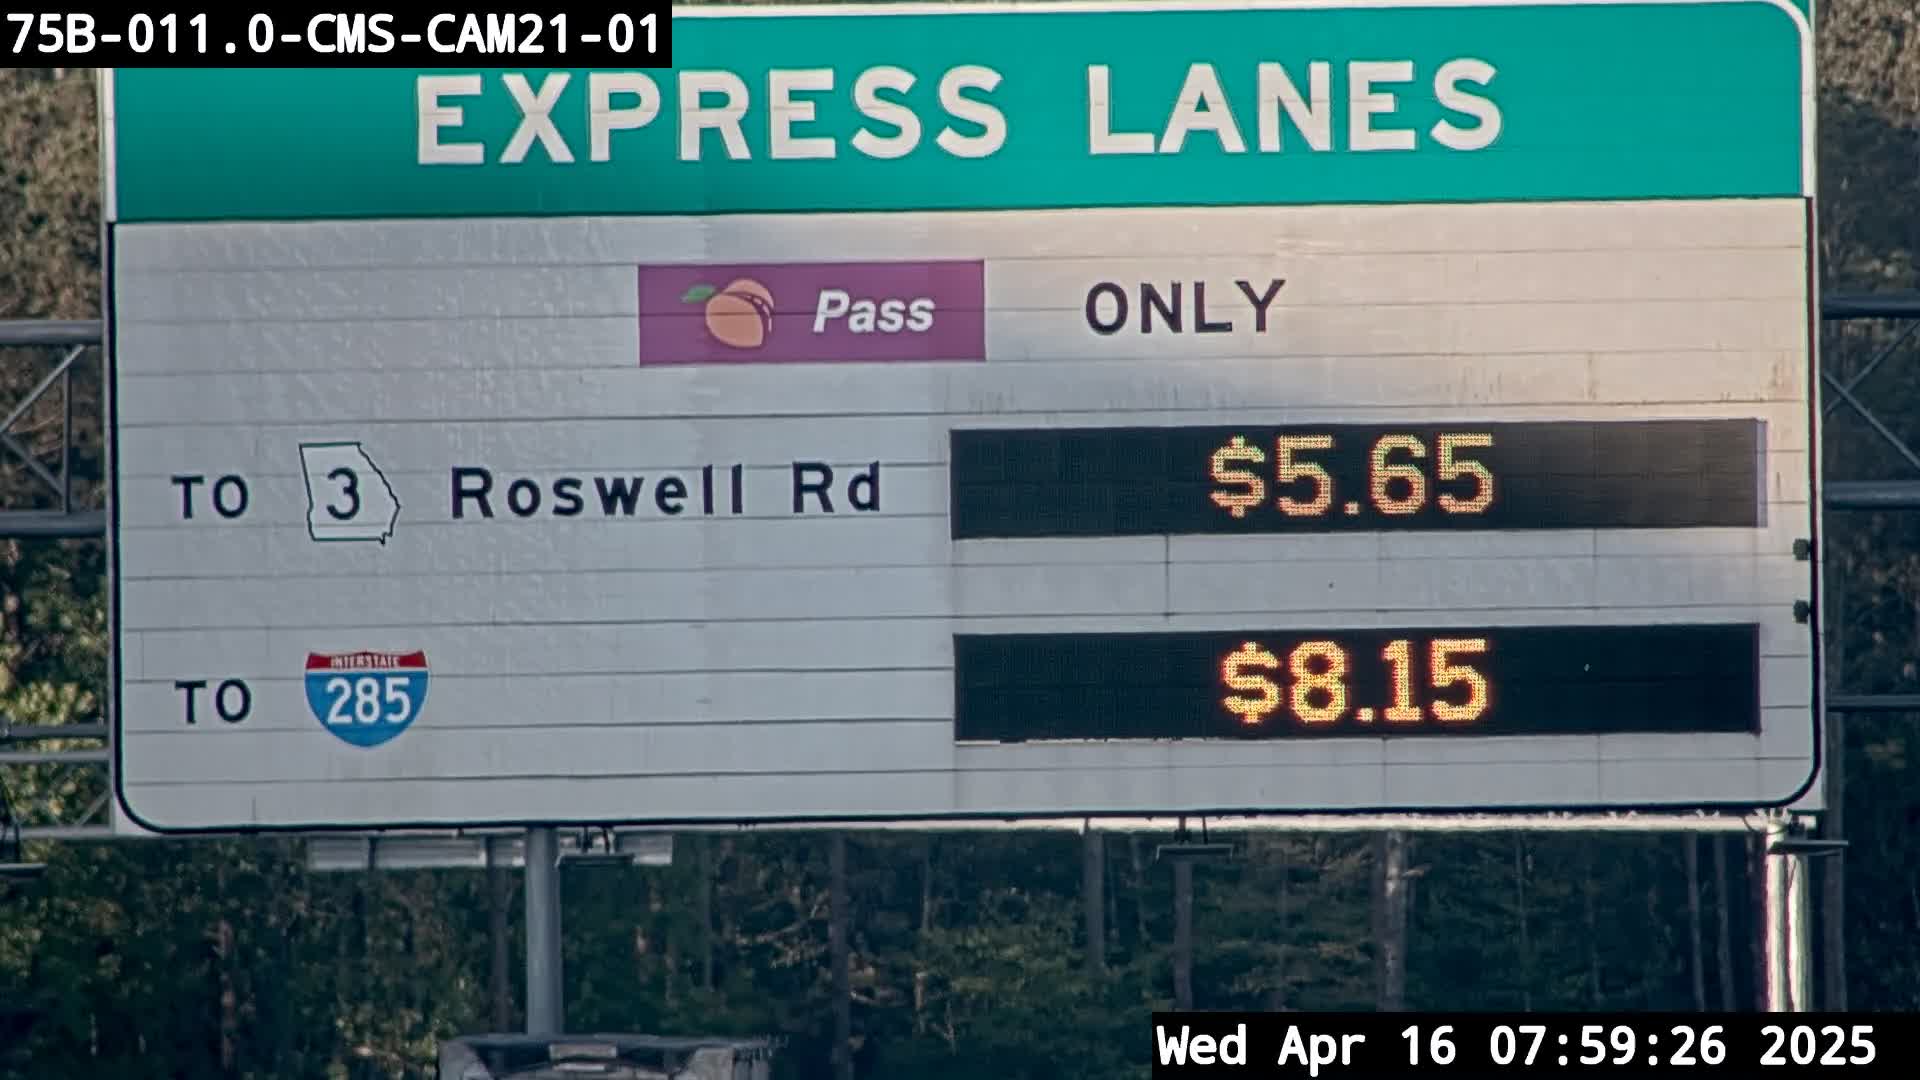 75B-011.0-CMS-CAM21-01
EXPRESS LANES
Pass ONLY
TO 3 Roswell Rd $5.65
INTERSTATE
TO 285 $8.15
Wed Apr 16 07:59:26 2025